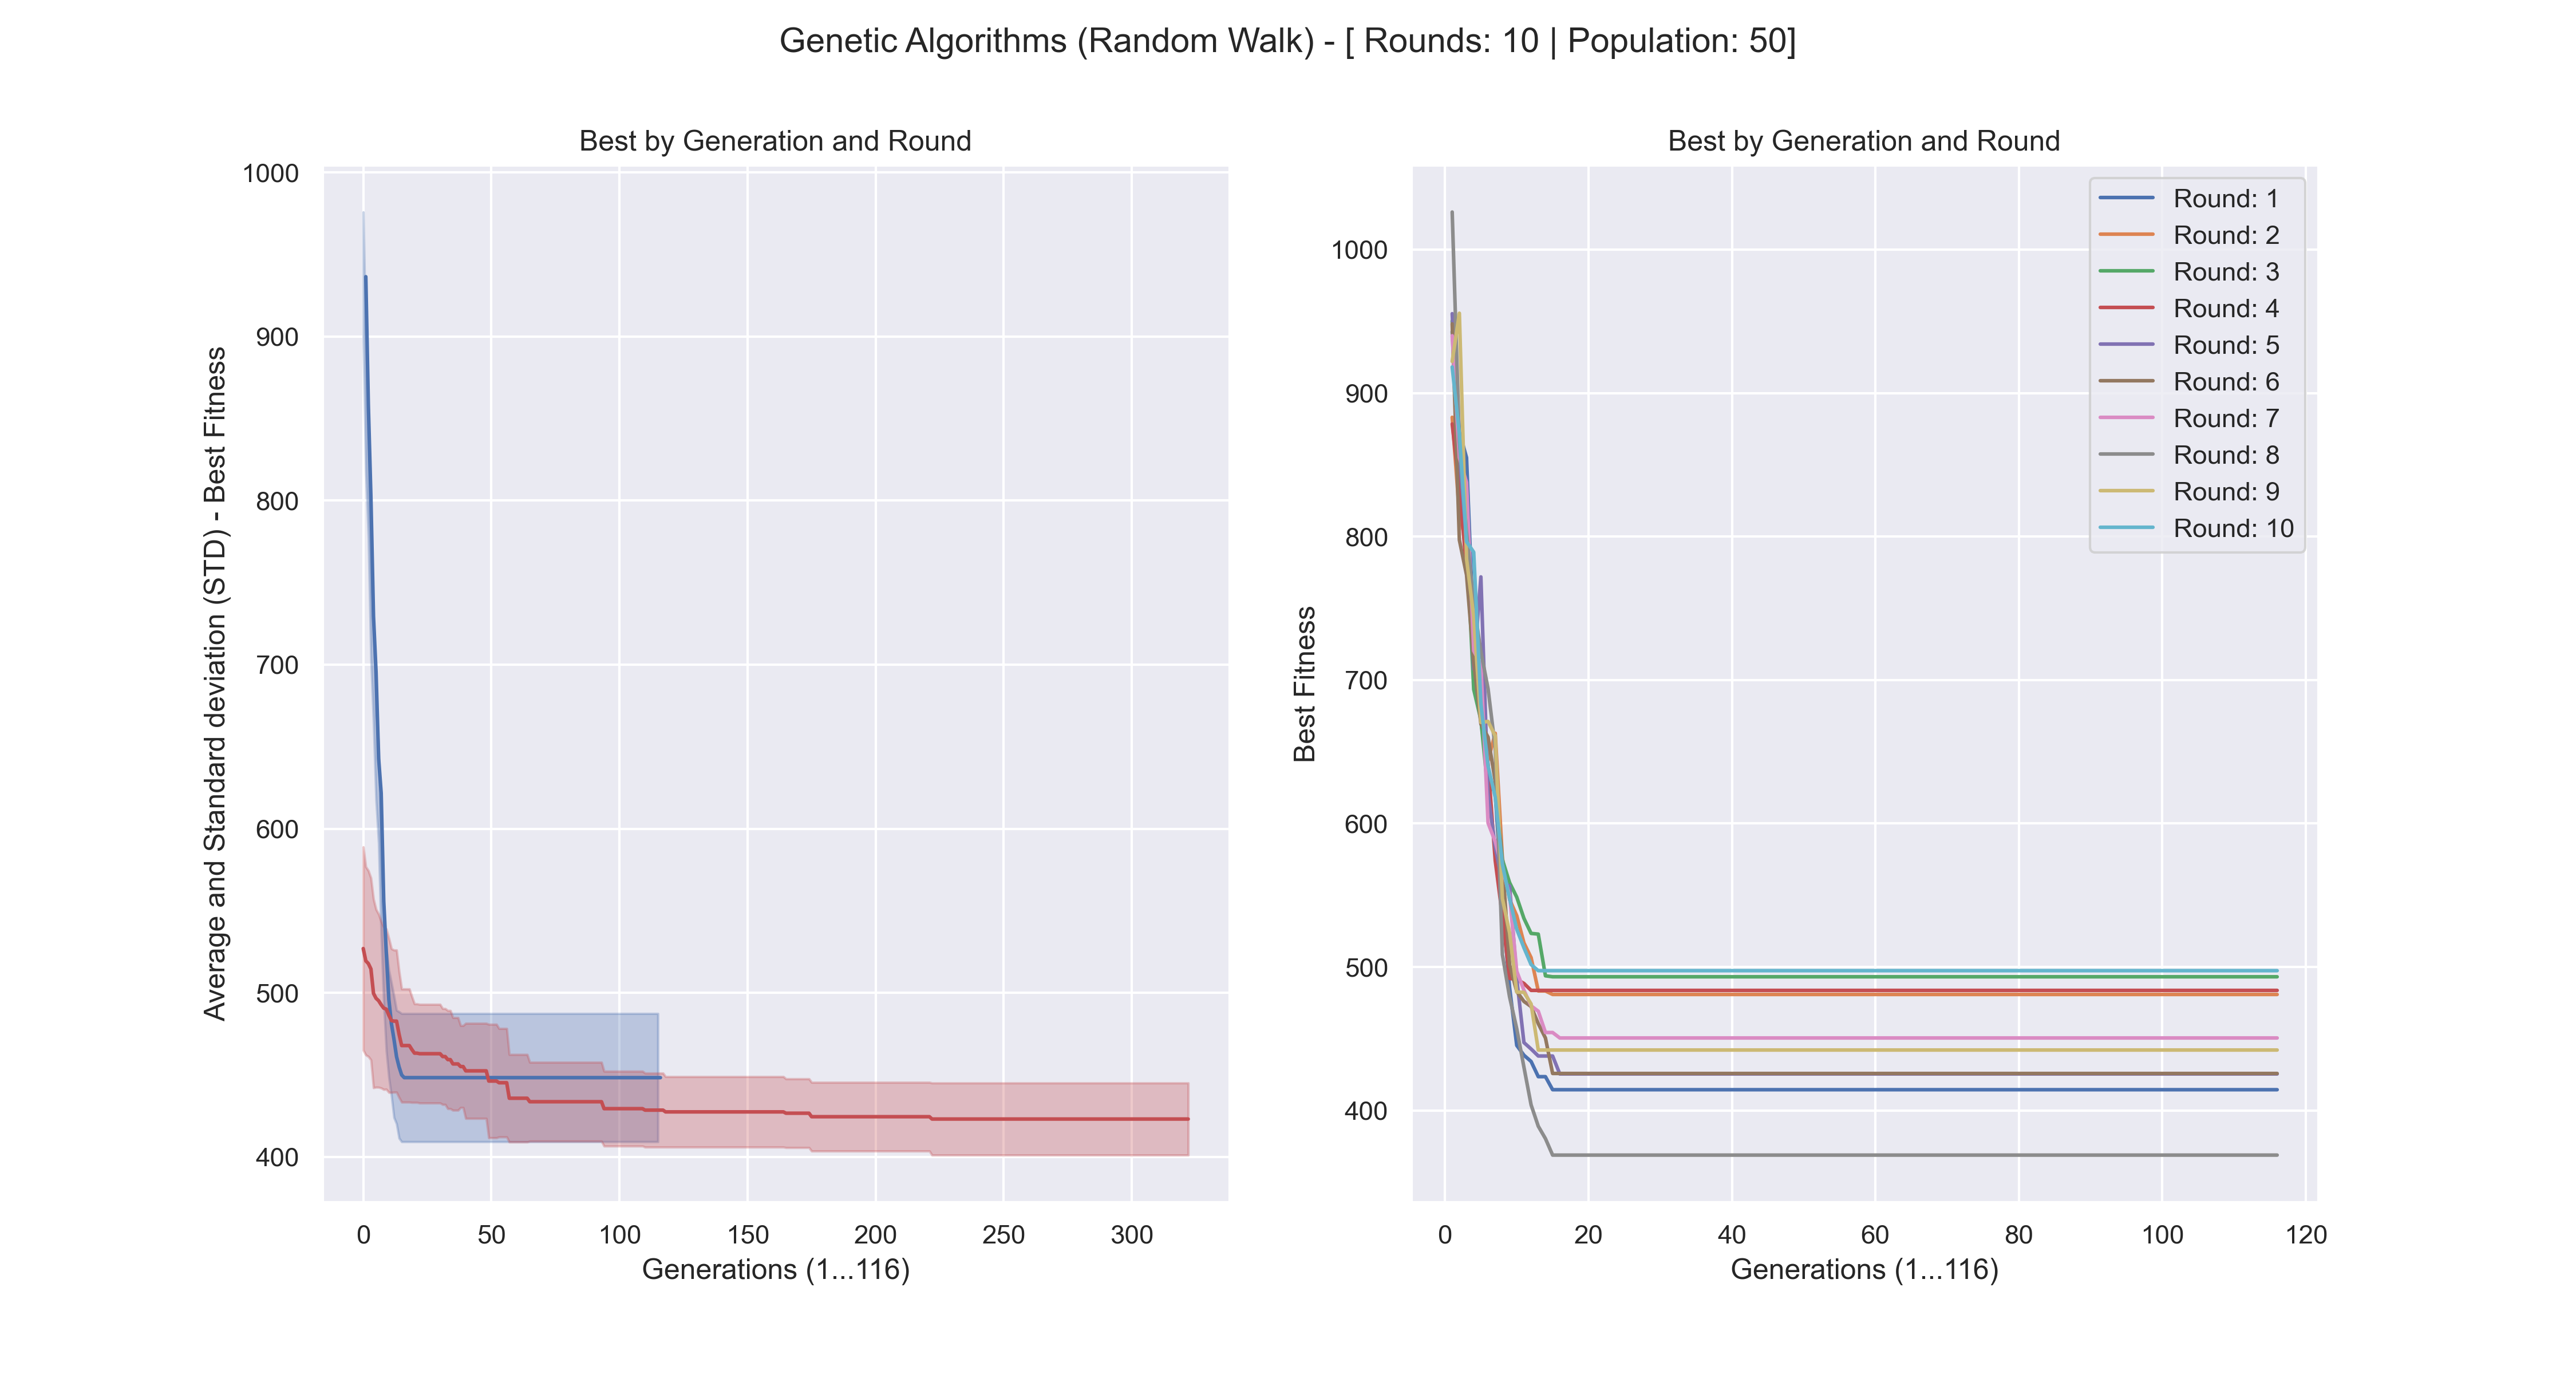 Genetic Algorithms (Random Walk) - [ Rounds: 10 | Population: 50]
Best by Generation and Round
Average and Standard deviation (STD) - Best Fitness
1000
900
800
700
600
500
400
0 50 100 150 200 250 300
Generations (1...116)
Best by Generation and Round
Best Fitness
1000
900
800
700
600
500
400
0 20 40 60 80 100 120
Generations (1...116)
Round: 1
Round: 2
Round: 3
Round: 4
Round: 5
Round: 6
Round: 7
Round: 8
Round: 9
Round: 10